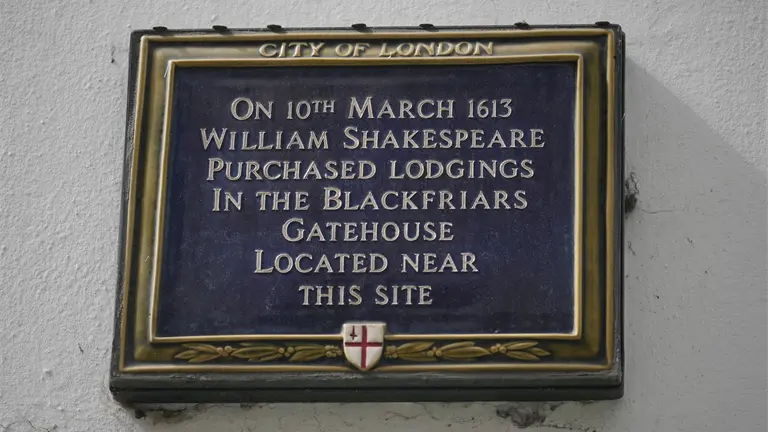 CITY OF LONDON
ON 10TH MARCH 1613
WILLIAM SHAKESPEARE
PURCHASED LODGINGS
IN THE BLACKFRIARS
GATEHOUSE
LOCATED NEAR
THIS SITE